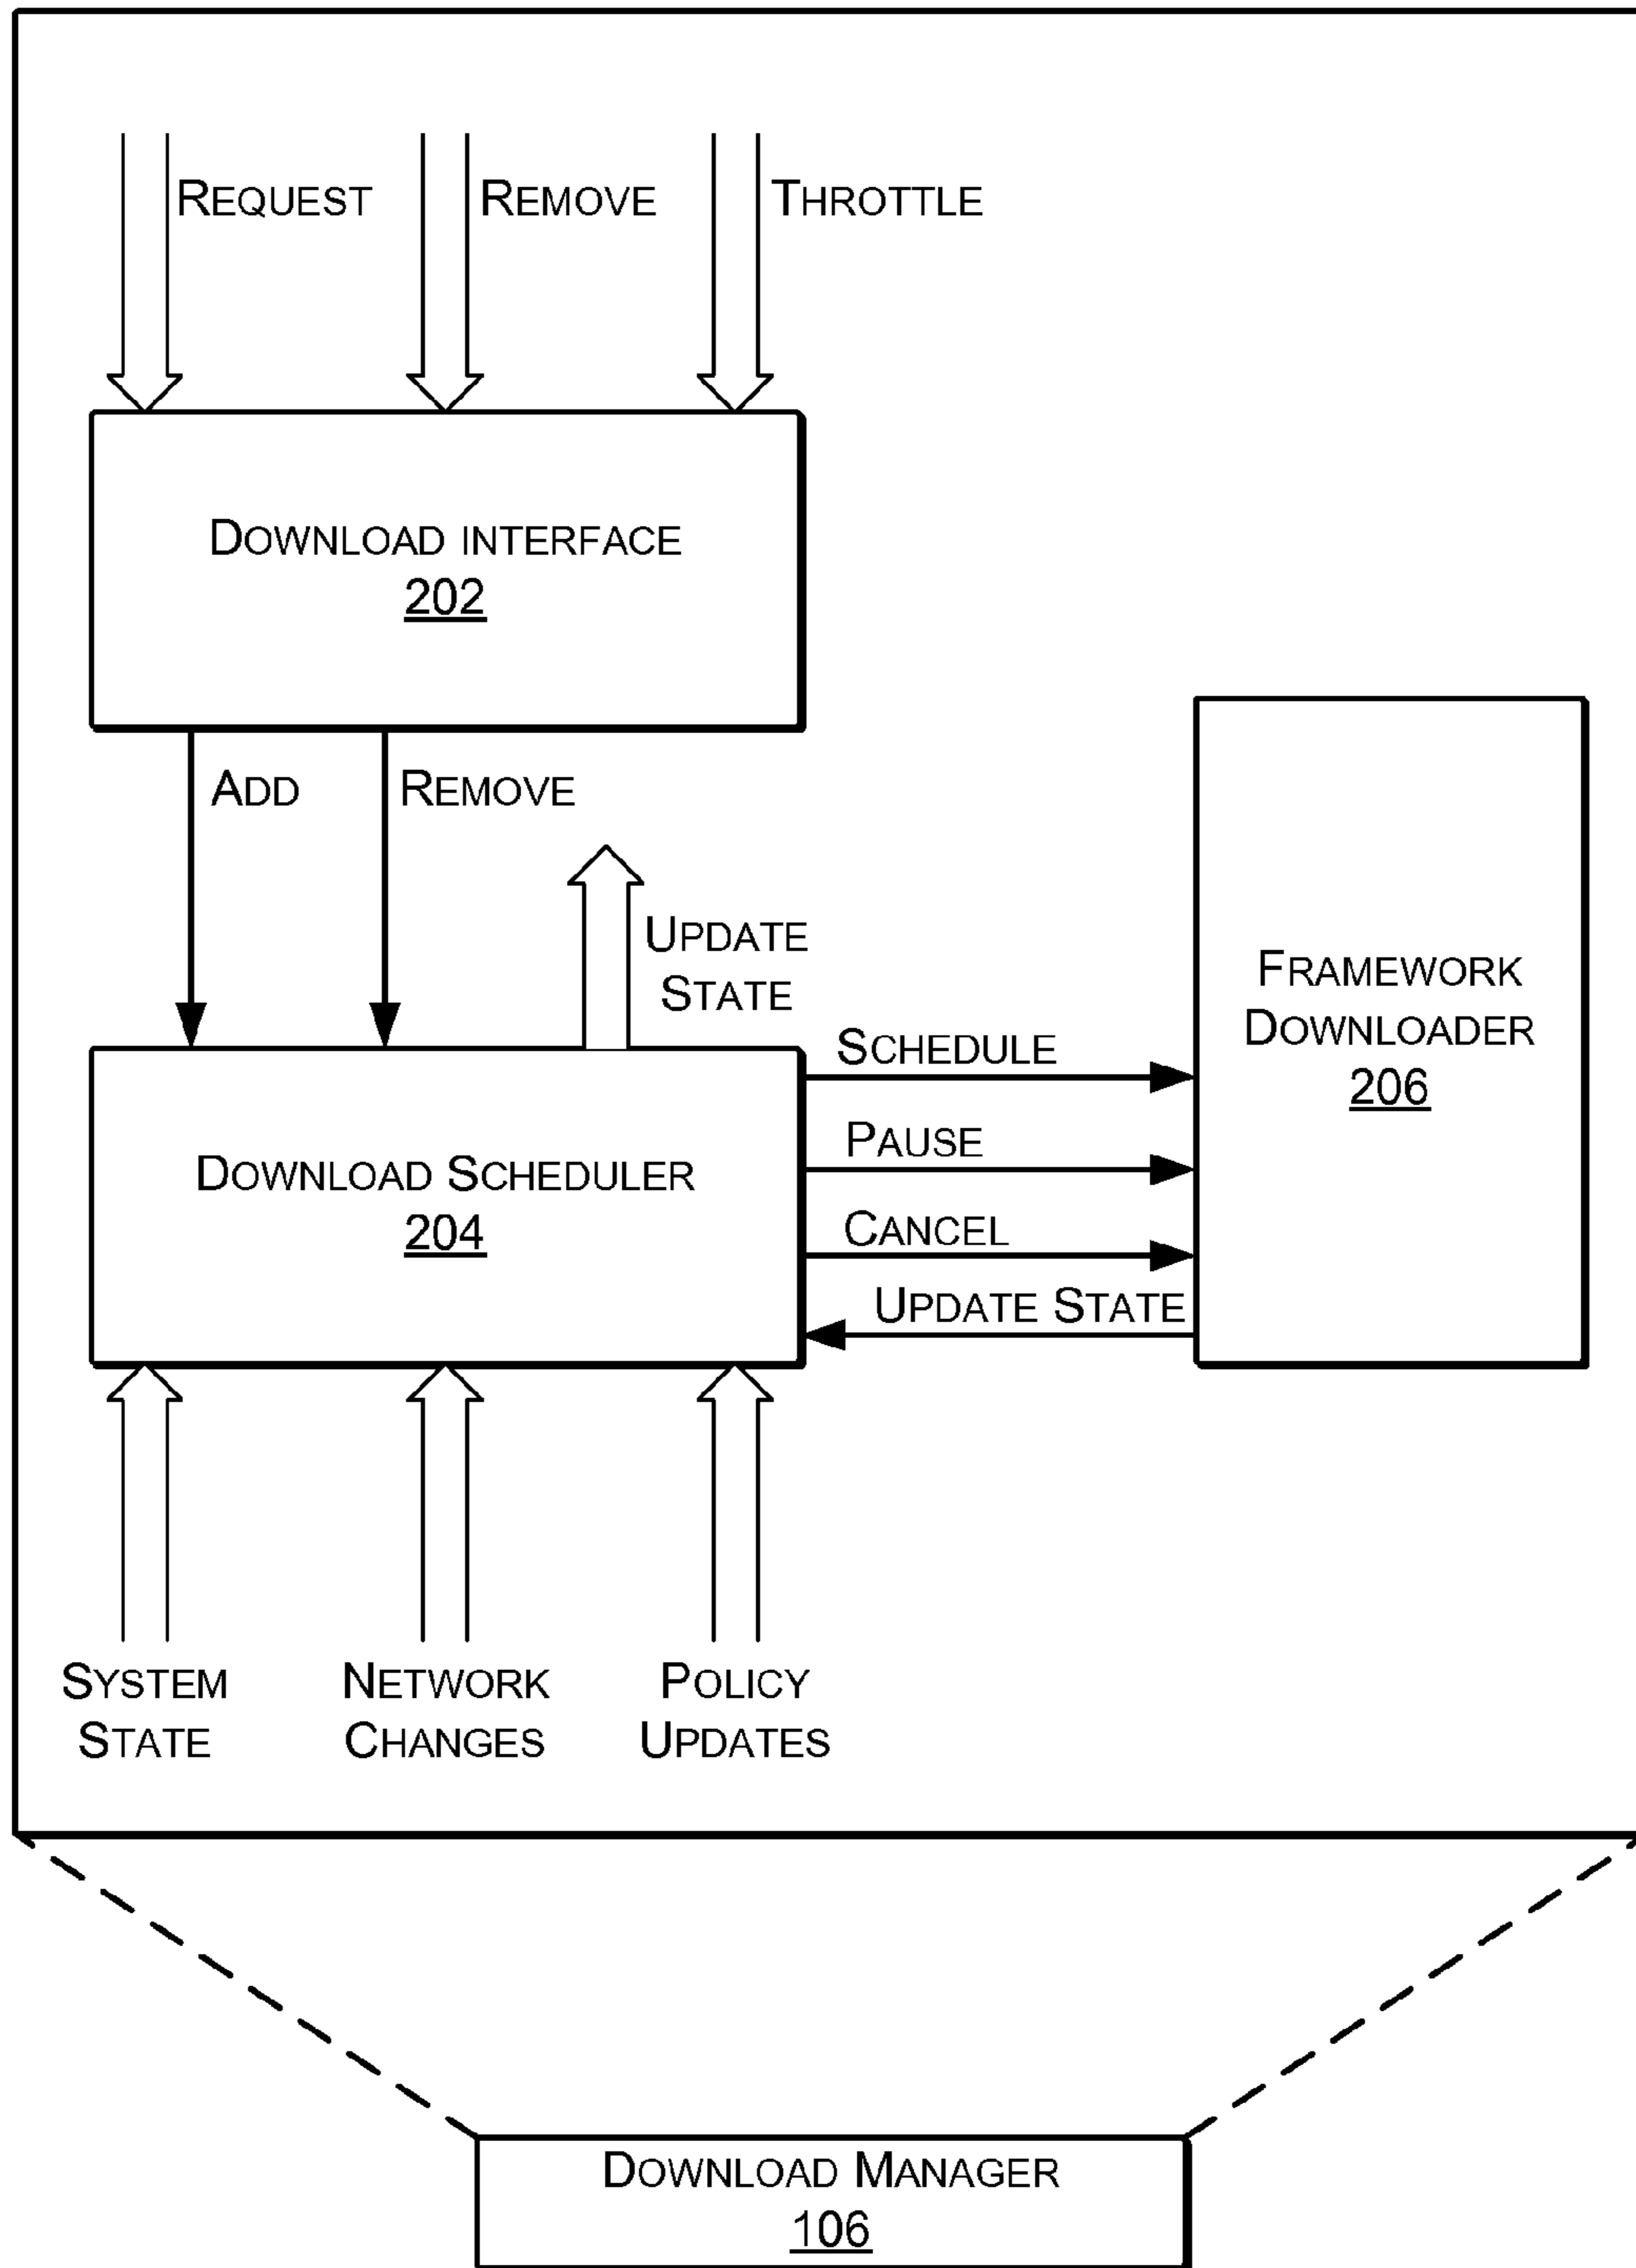 REQUEST
REMOVE
THROTTLE
DOWNLOAD INTERFACE
202
ADD
REMOVE
UPDATE
STATE
FRAMEWORK
DOWNLOADER
206
SCHEDULE
PAUSE
CANCEL
UPDATE STATE
DOWNLOAD SCHEDULER
204
SYSTEM
STATE
NETWORK
CHANGES
POLICY
UPDATES
DOWNLOAD MANAGER
106